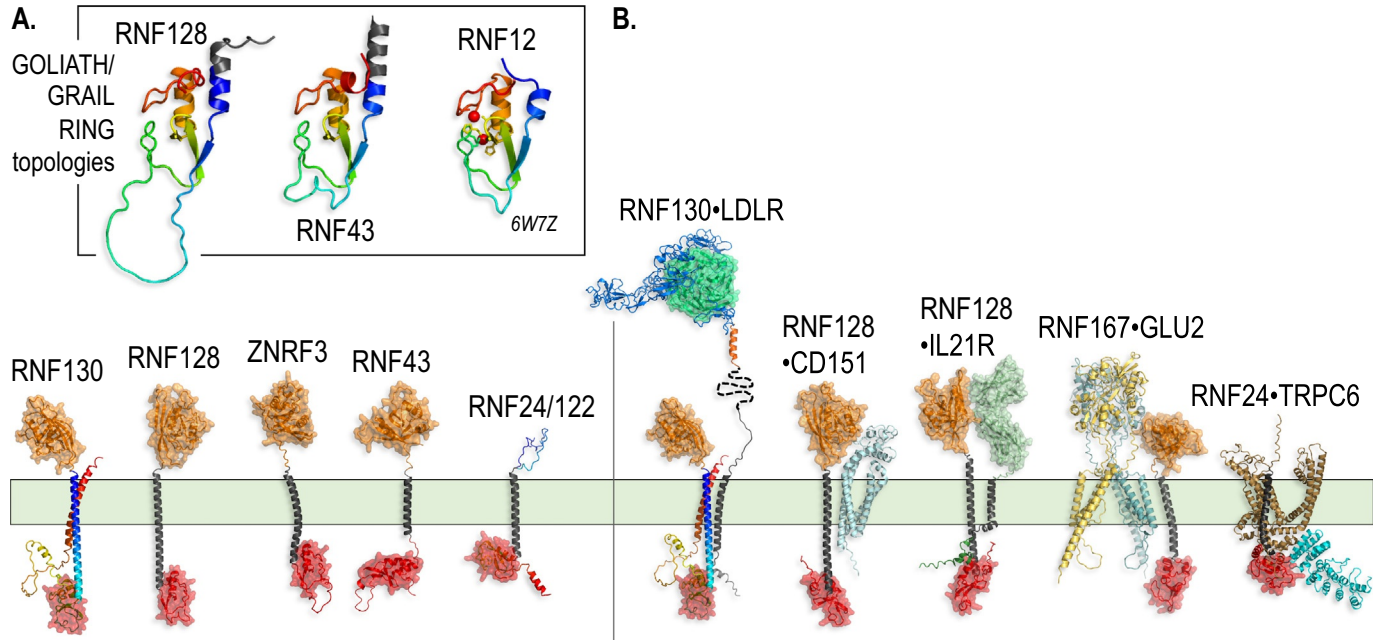 A.
RNF128
GOLIATH/
GRAIL
RING
topologies
RNF43
RNF12
6W7Z
RNF130
RNF128
ZNRF3
RNF43
RNF24/122
B.
RNF130•LDLR
RNF128
•CD151
RNF128
•IL21R
RNF167•GLU2
RNF24•TRPC6